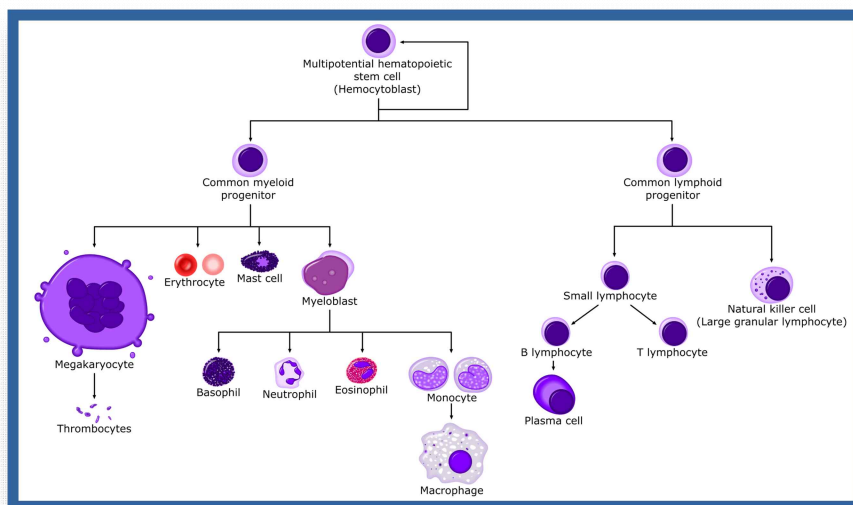 Multipotential hematopoietic
stem cell
(Hemocytoblast)
Common myeloid
progenitor
Common lymphoid
progenitor
Erythrocyte
Mast cell
Myeloblast
Small lymphocyte
Natural killer cell
(Large granular lymphocyte)
B lymphocyte
T lymphocyte
Megakaryocyte
Basophil
Neutrophil
Eosinophil
Monocyte
Plasma cell
Thrombocytes
Macrophage